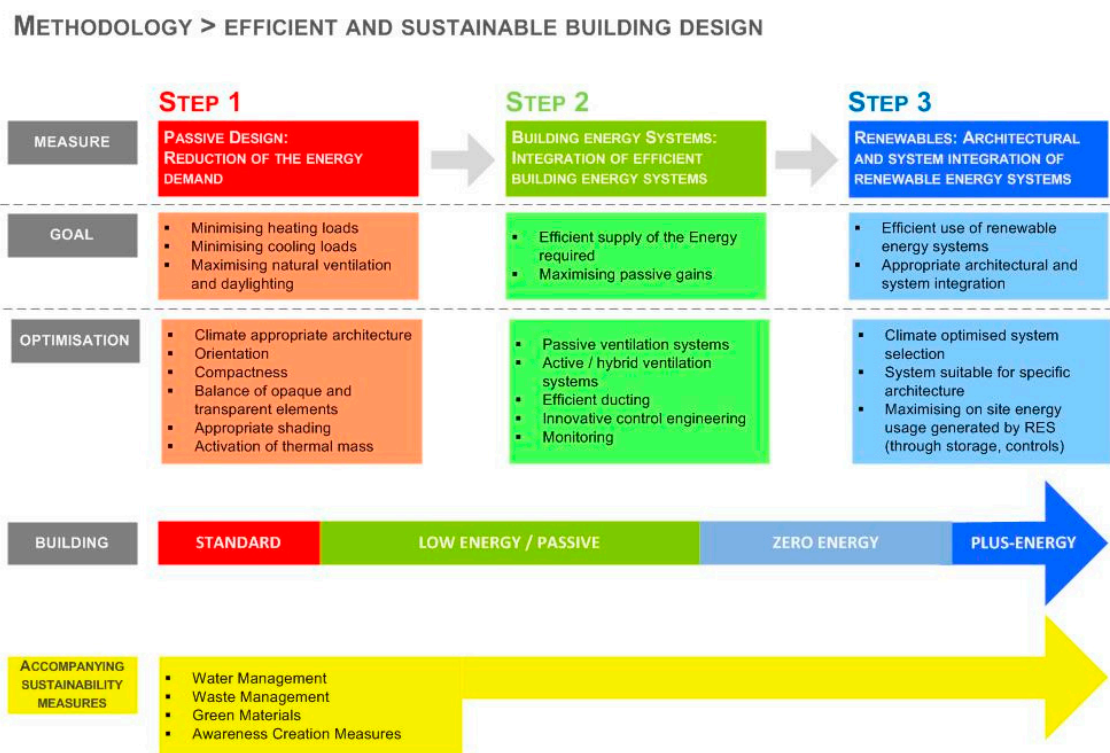 METHODOLOGY > EFFICIENT AND SUSTAINABLE BUILDING DESIGN
STEP 1
STEP 2
STEP 3
MEASURE
PASSIVE DESIGN:
REDUCTION OF THE ENERGY
DEMAND
BUILDING ENERGY SYSTEMS:
INTEGRATION OF EFFICIENT
BUILDING ENERGY SYSTEMS
RENEWABLES: ARCHITECTURAL
AND SYSTEM INTEGRATION OF
RENEWABLE ENERGY SYSTEMS
GOAL
▪ Minimising heating loads
▪ Minimising cooling loads
▪ Maximising natural ventilation
and daylighting
▪ Efficient supply of the Energy
required
▪ Maximising passive gains
▪ Efficient use of renewable
energy systems
▪ Appropriate architectural and
system integration
OPTIMISATION
▪ Climate appropriate architecture
▪ Orientation
▪ Compactness
▪ Balance of opaque and
transparent elements
▪ Appropriate shading
▪ Activation of thermal mass
▪ Passive ventilation systems
▪ Active / hybrid ventilation
systems
▪ Efficient ducting
▪ Innovative control engineering
▪ Monitoring
▪ Climate optimised system
selection
▪ System suitable for specific
architecture
▪ Maximising on site energy
usage generated by RES
(through storage, controls)
BUILDING
STANDARD
LOW ENERGY / PASSIVE
ZERO ENERGY
PLUS-ENERGY
ACCOMPANYING
SUSTAINABILITY
MEASURES
▪ Water Management
▪ Waste Management
▪ Green Materials
▪ Awareness Creation Measures